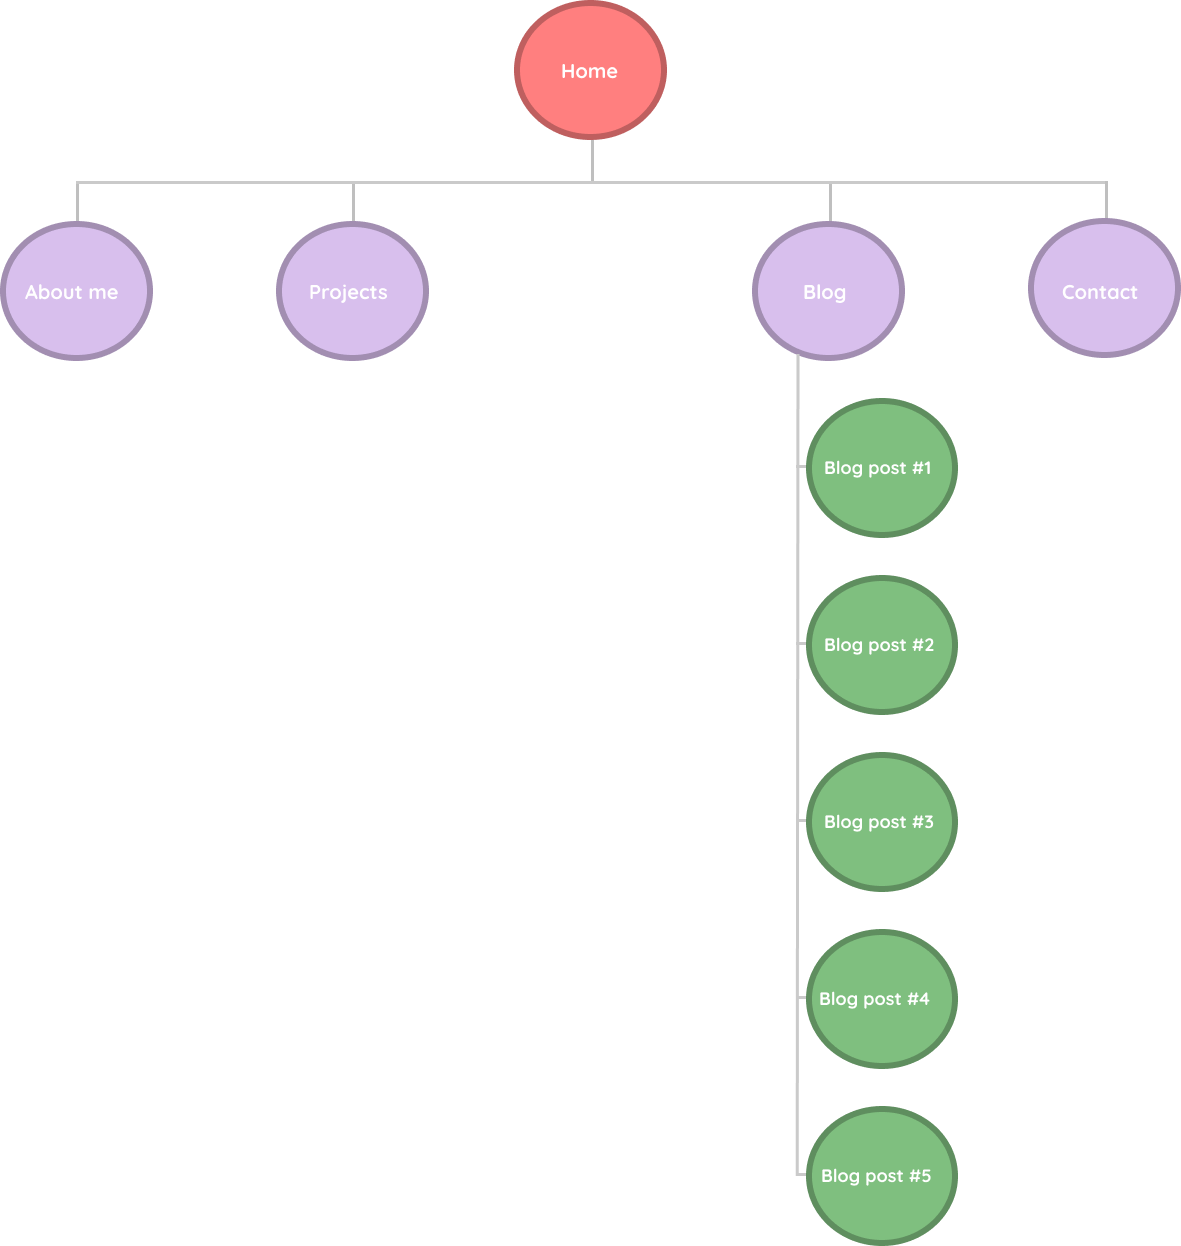 Home
About me
Projects
Blog
Contact
Blog post #1
Blog post #2
Blog post #3
Blog post #4
Blog post #5